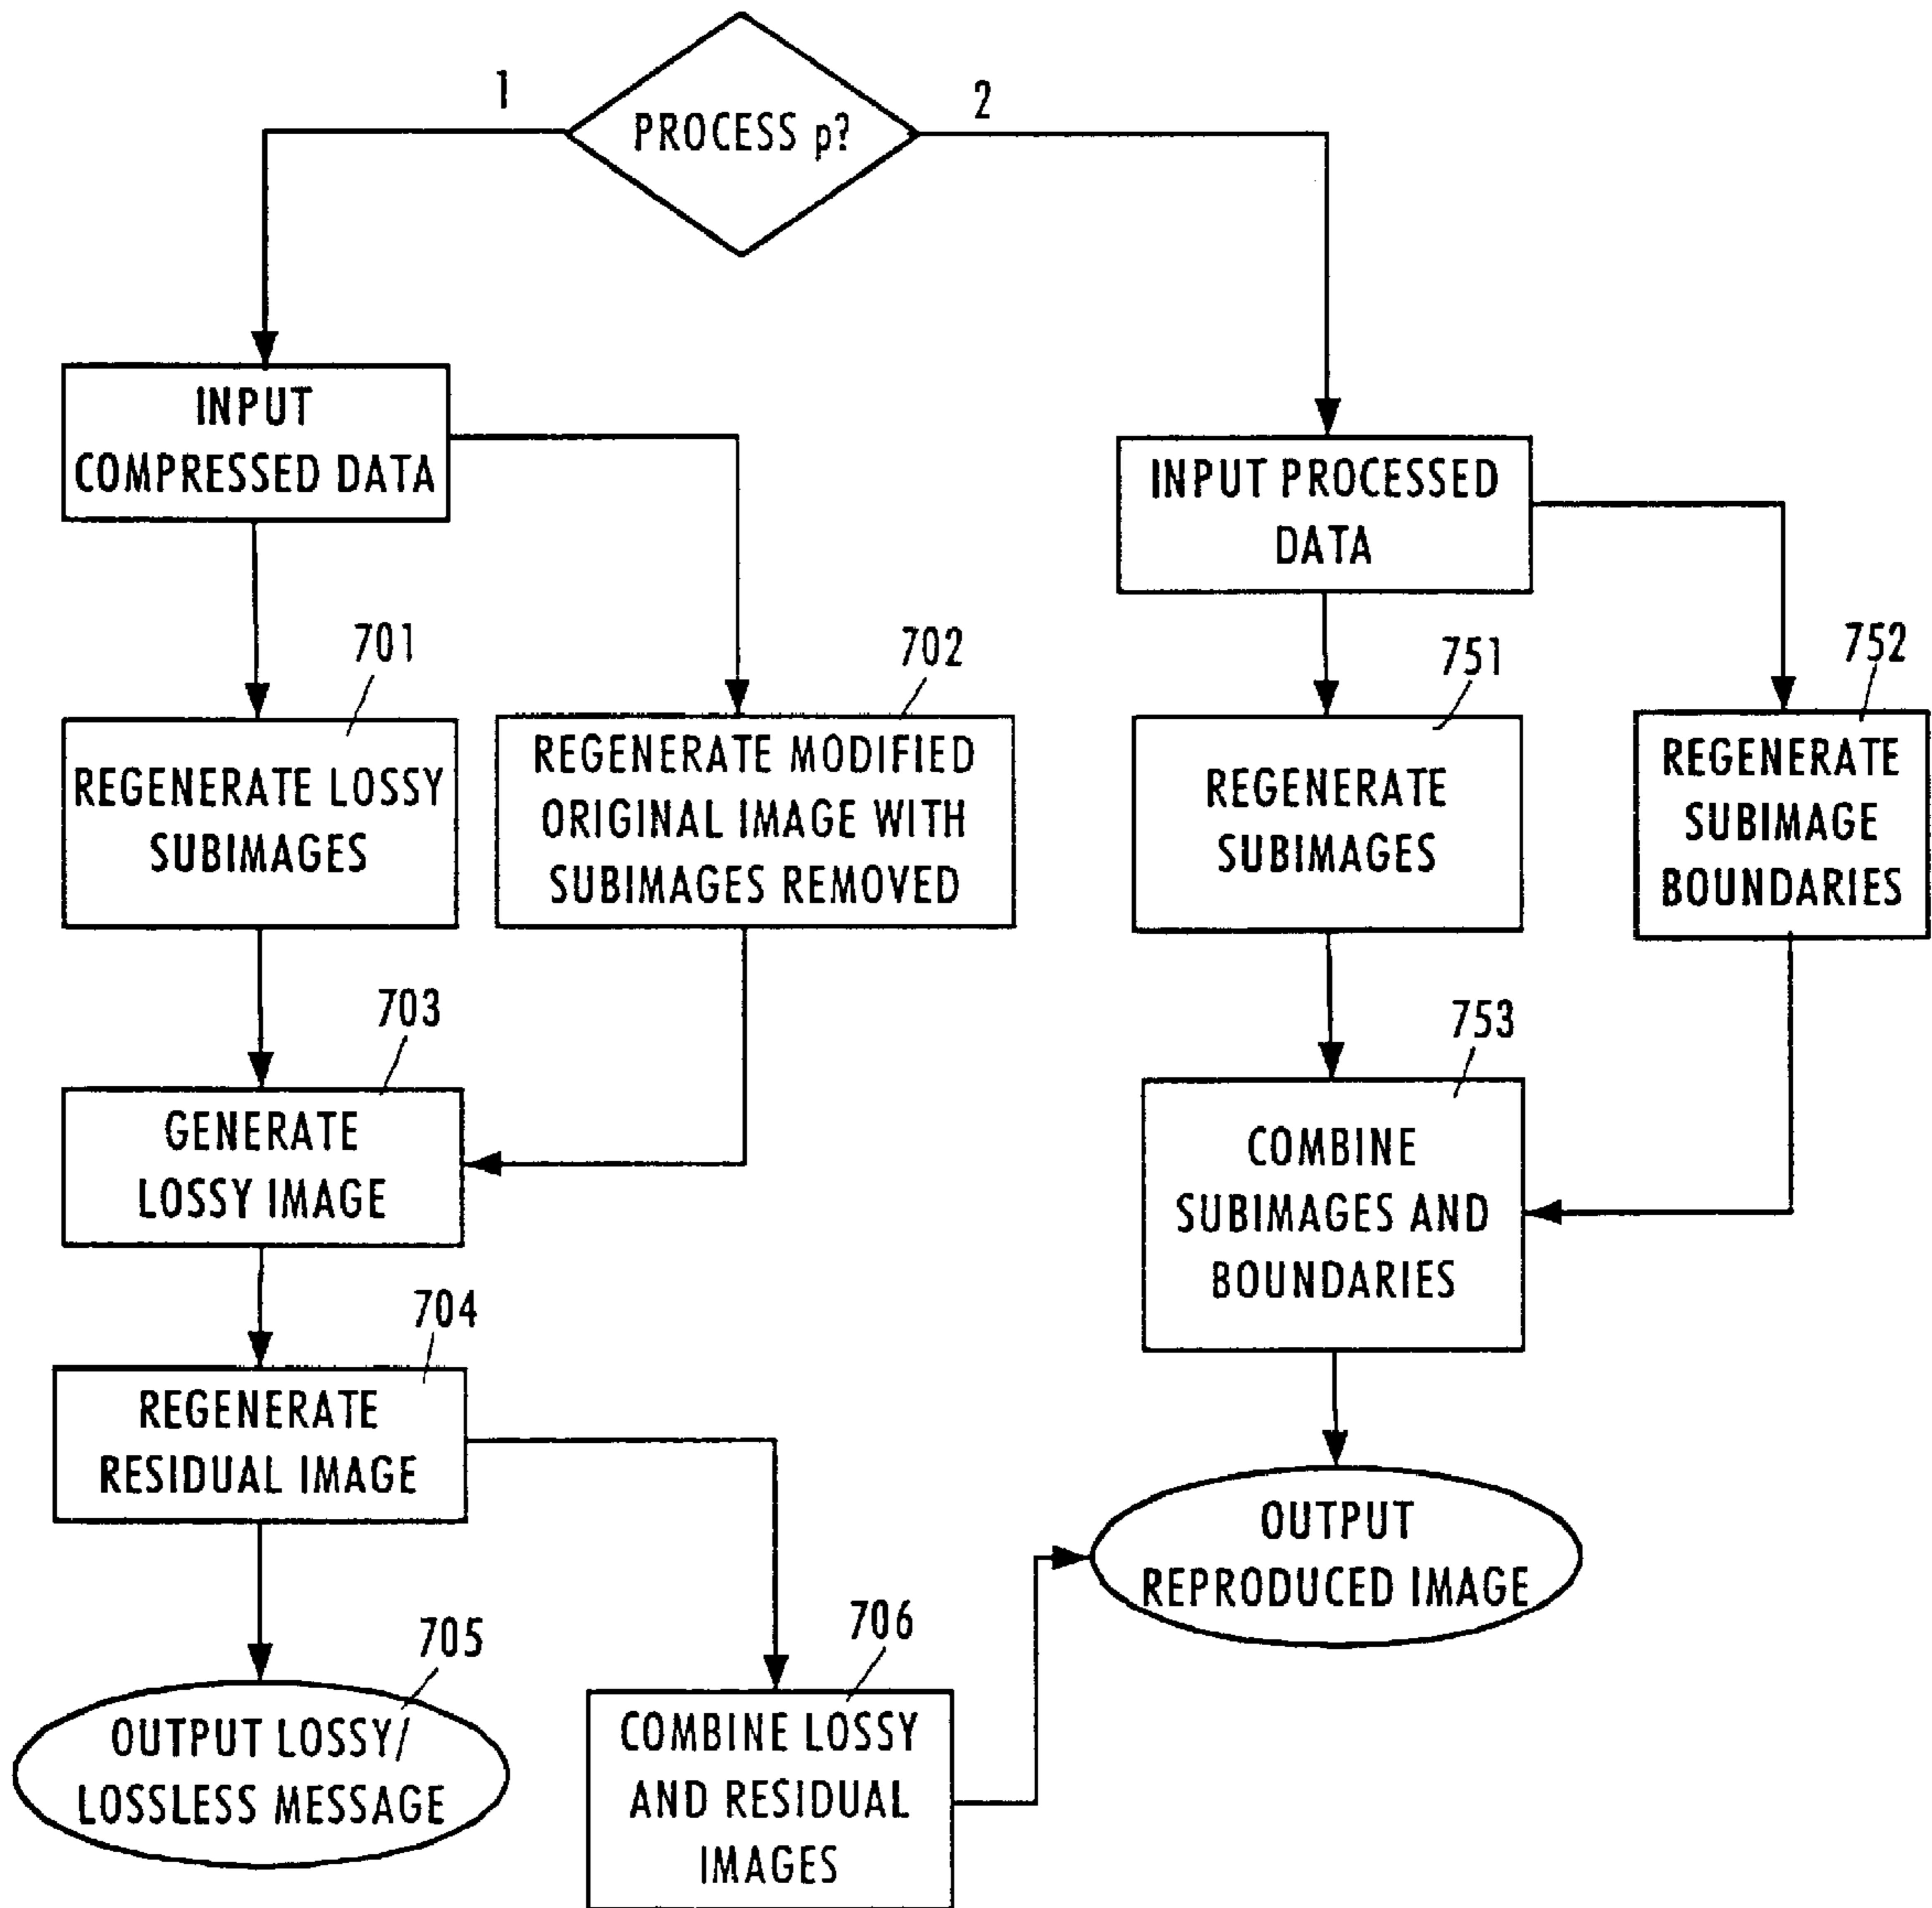 1
PROCESS p?
2
INPUT
COMPRESSED DATA
INPUT PROCESSED
DATA
701
REGENERATE LOSSY
SUBIMAGES
702
REGENERATE MODIFIED
ORIGINAL IMAGE WITH
SUBIMAGES REMOVED
751
REGENERATE
SUBIMAGES
752
REGENERATE
SUBIMAGE
BOUNDARIES
703
GENERATE
LOSSY IMAGE
753
COMBINE
SUBIMAGES AND
BOUNDARIES
704
REGENERATE
RESIDUAL IMAGE
OUTPUT
REPRODUCED IMAGE
705
OUTPUT LOSSY/
LOSSLESS MESSAGE
706
COMBINE LOSSY
AND RESIDUAL
IMAGES